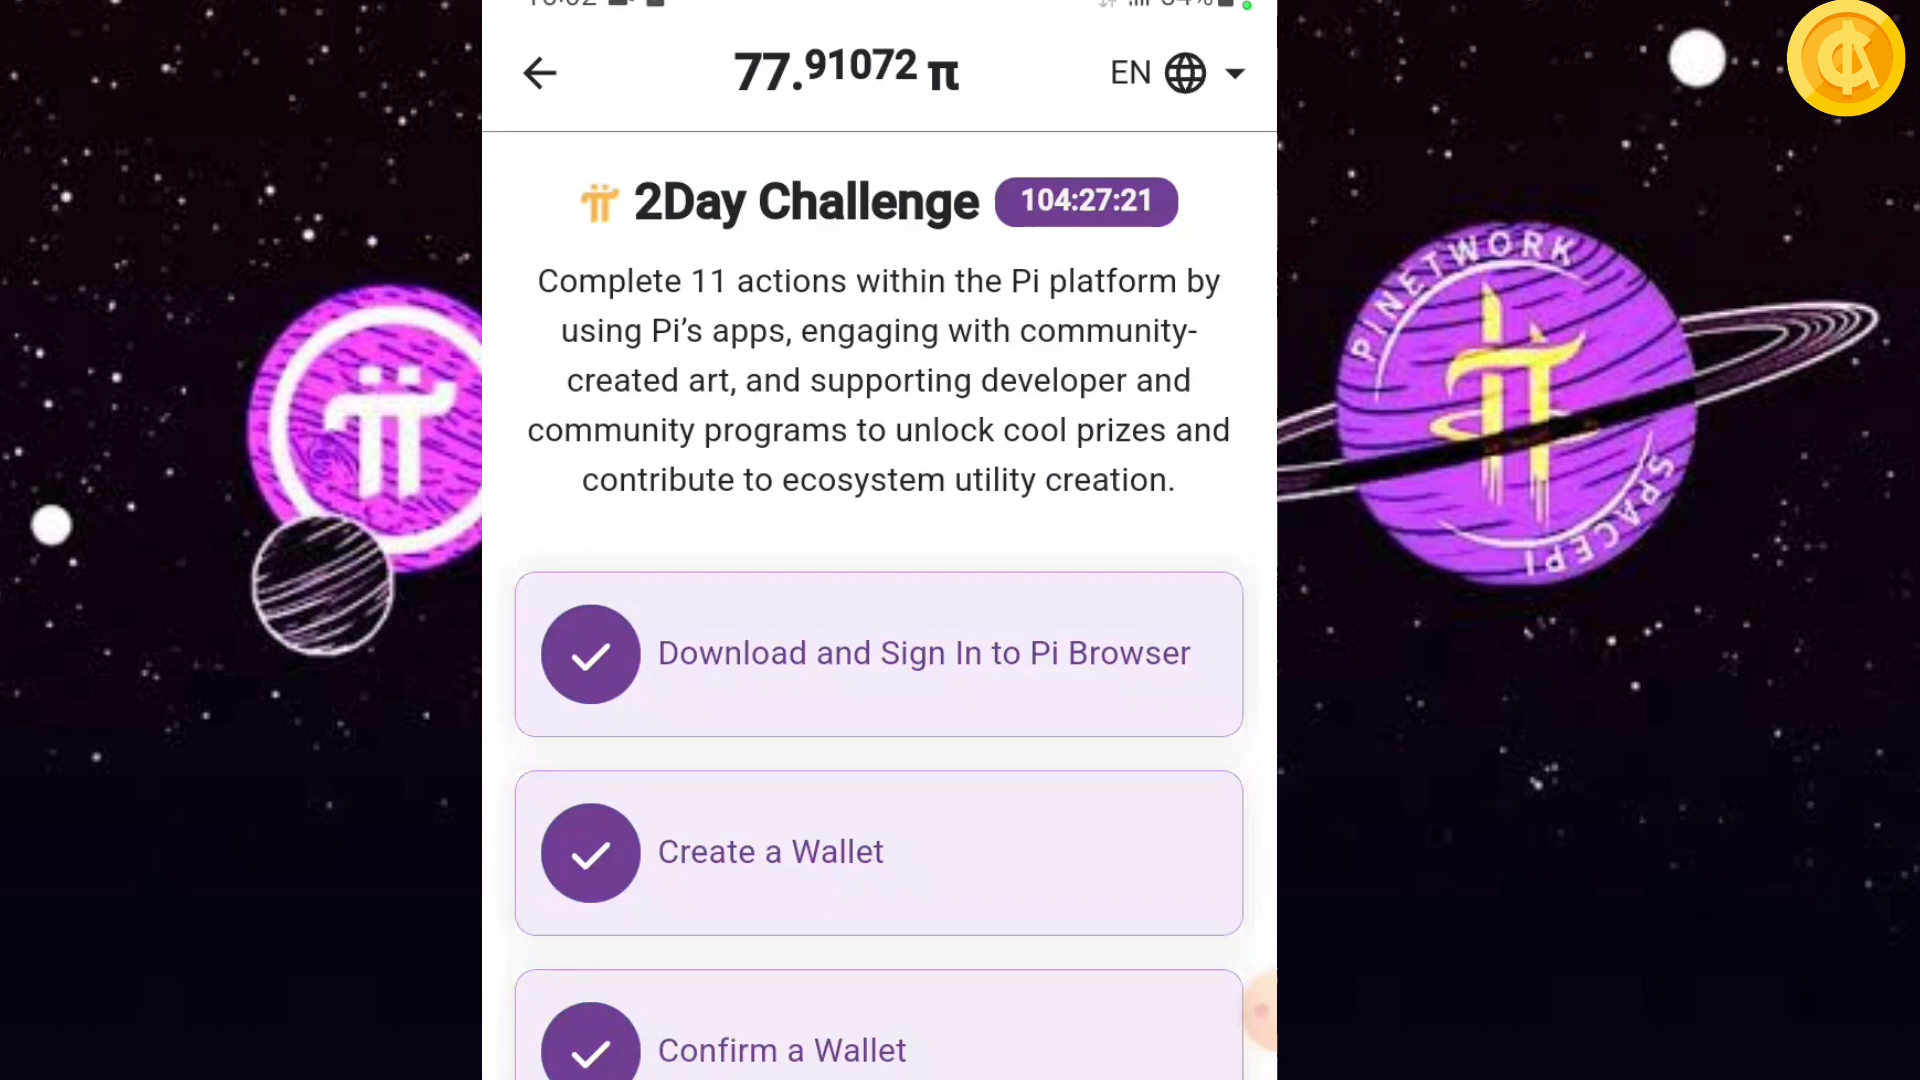 77.91072 π
EN
2Day Challenge
104:27:21
Complete 11 actions within the Pi platform by
using Pi’s apps, engaging with community-
created art, and supporting developer and
community programs to unlock cool prizes and
contribute to ecosystem utility creation.
Download and Sign In to Pi Browser
Create a Wallet
Confirm a Wallet
PINETWORK
SPACEPI